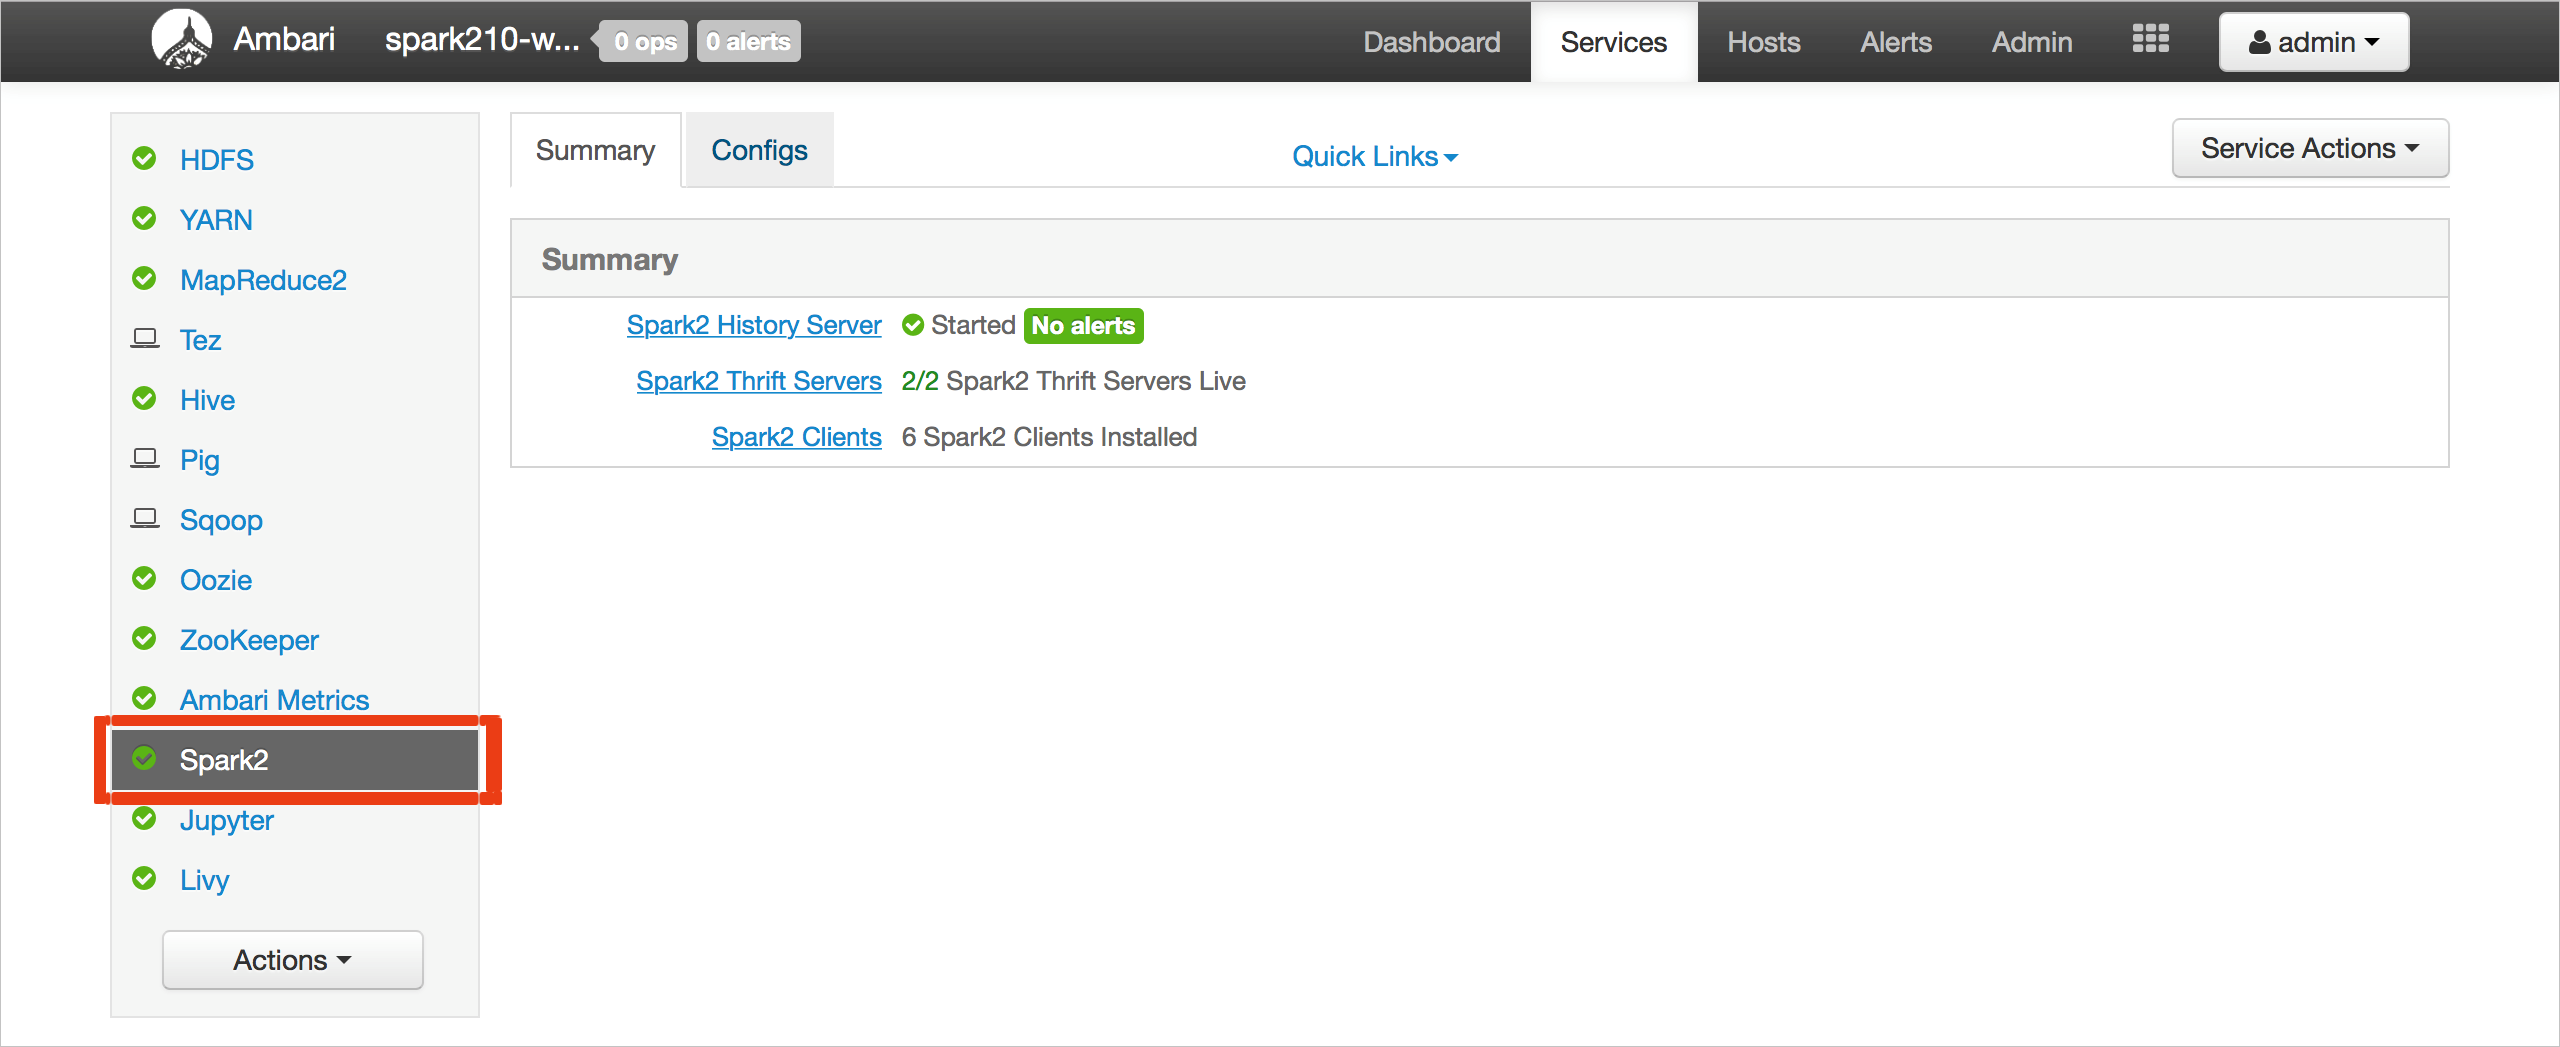 Ambari spark210-w... 0 ops 0 alerts Dashboard Services Hosts Alerts Admin admin
HDFS
YARN
MapReduce2
Tez
Hive
Pig
Sqoop
Oozie
ZooKeeper
Ambari Metrics
Spark2
Jupyter
Livy
Actions
Summary Configs Quick Links Service Actions
Summary
Spark2 History Server Started No alerts
Spark2 Thrift Servers 2/2 Spark2 Thrift Servers Live
Spark2 Clients 6 Spark2 Clients Installed